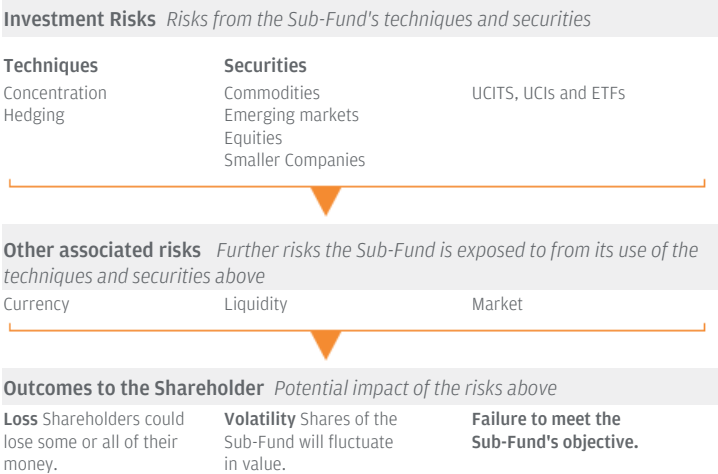 Investment Risks Risks from the Sub-Fund's techniques and securities
Techniques
Concentration
Hedging
Securities
Commodities
Emerging markets
Equities
Smaller Companies
UCITS, UCIs and ETFs
Other associated risks Further risks the Sub-Fund is exposed to from its use of the
techniques and securities above
Currency
Liquidity
Market
Outcomes to the Shareholder Potential impact of the risks above
Loss Shareholders could
lose some or all of their
money.
Volatility Shares of the
Sub-Fund will fluctuate
in value.
Failure to meet the
Sub-Fund's objective.